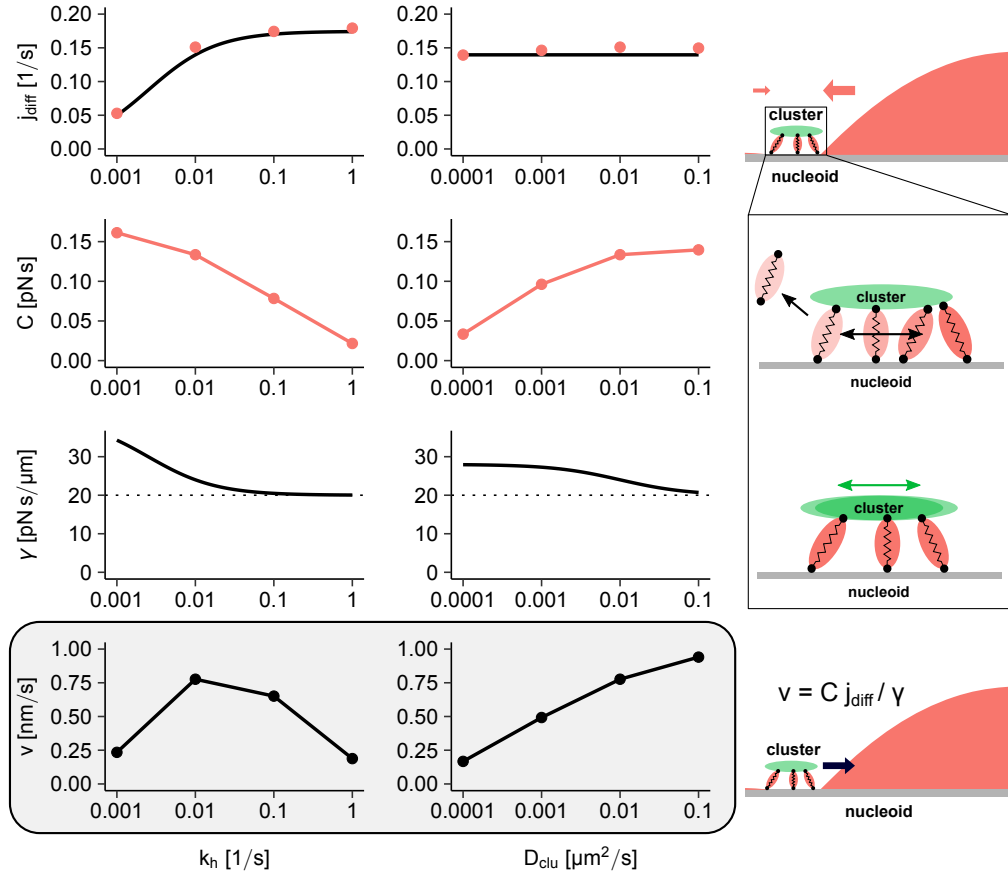 j_diff [1/s]
0.20
0.15
0.10
0.05
0.00
0.001 0.01 0.1 1
0.20
0.15
0.10
0.05
0.00
0.0001 0.001 0.01 0.1
cluster
nucleoid
C [pN s]
0.15
0.10
0.05
0.00
0.001 0.01 0.1 1
0.15
0.10
0.05
0.00
0.0001 0.001 0.01 0.1
cluster
nucleoid
γ [pN s/μm]
30
20
10
0
0.001 0.01 0.1 1
30
20
10
0
0.0001 0.001 0.01 0.1
cluster
nucleoid
v [nm/s]
1.00
0.75
0.50
0.25
0.00
0.001 0.01 0.1 1
1.00
0.75
0.50
0.25
0.00
0.0001 0.001 0.01 0.1
k_h [1/s]
D_clu [μm²/s]
v = C j_diff / γ
cluster
nucleoid